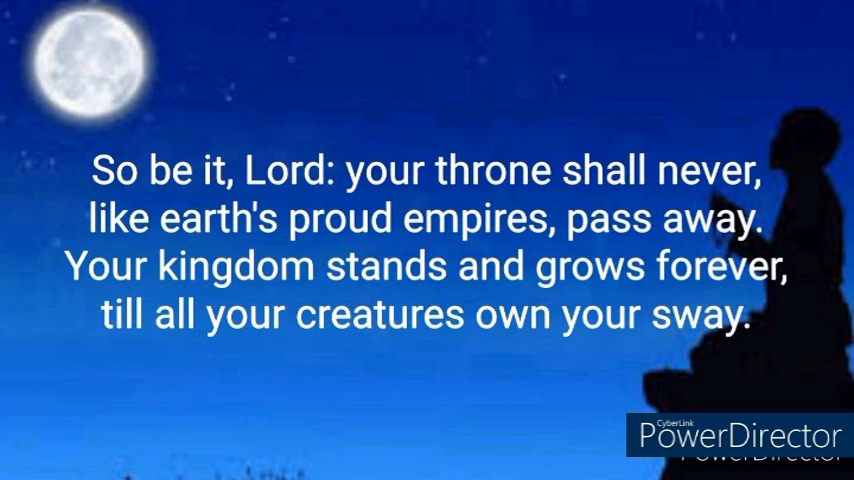 So be it, Lord: your throne shall never,
like earth's proud empires, pass away.
Your kingdom stands and grows forever,
till all your creatures own your sway.
CyberLink
PowerDirector
PowerDirector